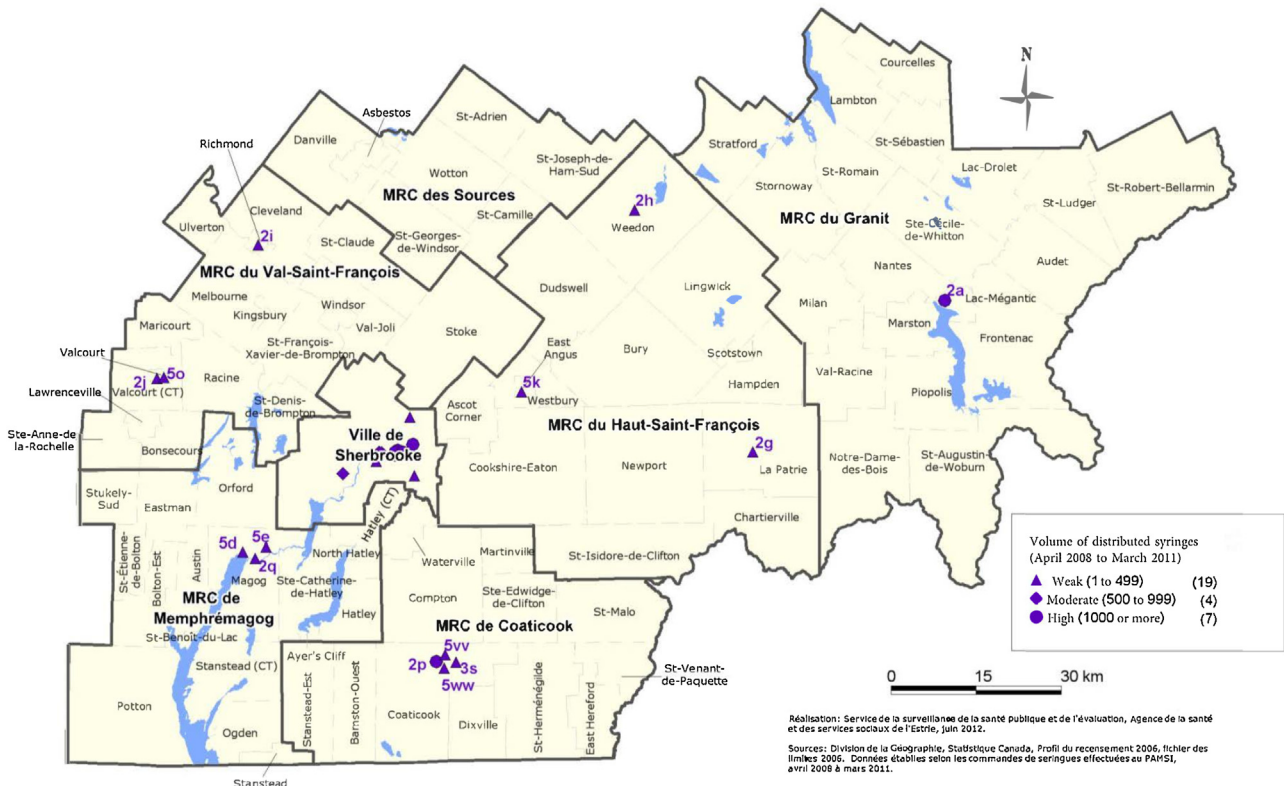 Courcelles
N
Lambton
Asbestos
St-Adrien
Danville
Richmond
Stratford
St-Sébastien
Lac-Drolet
St-Joseph-de-
Ham-Sud
Wotton
St-Romain
Stornoway
St-Robert-Bellarmin
MRC des Sources
2h
St-Ludger
Cleveland
St-Camille
MRC du Granit
Ste-Cécile-
de-Whitton
Ulverton
Weedon
2i
St-Claude
St-Georges-
de-Windsor
MRC du Val-Saint-François
Nantes
Audet
Dudswell
Lingwick
2a
Melbourne
Windsor
Milan
Lac-Mégantic
Kingsbury
Maricourt
Val-Joli
Stoke
Marston
Frontenac
St-François-
Xavier-de-Brompton
East
Angus
Bury
Scotstown
Valcourt
2j
5o
Racine
5k
Val-Racine
Hampden
Lawrenceville
Valcourt (CT)
Westbury
Piopolis
St-Denis-
de-Brompton
Ascot
Corner
MRC du Haut-Saint-François
Ste-Anne-de
la-Rochelle
Ville de
Sherbrooke
2g
Bonsecours
Notre-Dame-
des-Bois
St-Augustin-
de-Woburn
Cookshire-Eaton
Newport
La Patrie
Orford
Stukely-
Sud
Eastman
Hatley (CT)
Chartierville
St-Étienne-
de-Bolton
Bolton-Est
Austin
5d
5e
2q
North Hatley
Waterville
Martinville
St-Isidore-de-Clifton
Magog
Ste-Catherine-
de-Hatley
MRC de
Memphrémagog
Compton
Ste-Edwidge-
de-Clifton
Hatley
St-Malo
MRC de Coaticook
St-Benoît-du-Lac
Ayer's Cliff
5vv
2p
3s
5ww
Stanstead (CT)
Stanstead-Est
Barnston-Ouest
St-Herménégilde
East Hereford
St-Venant-
de-Paquette
Potton
Coaticook
Dixville
Ogden
Stanstead
Volume of distributed syringes
(April 2008 to March 2011)
Weak (1 to 499) (19)
Moderate (500 to 999) (4)
High (1000 or more) (7)
0 15 30 km
Réalisation: Service de la surveillance de la santé publique et de l'évaluation, Agence de la santé
et des services sociaux de l'Estrie, juin 2012.
Sources: Division de la Géographie, Statistique Canada, Profil du recensement 2006, fichier des
limites 2006. Données établies selon les commandes de seringues effectuées au PAMSI,
avril 2008 à mars 2011.